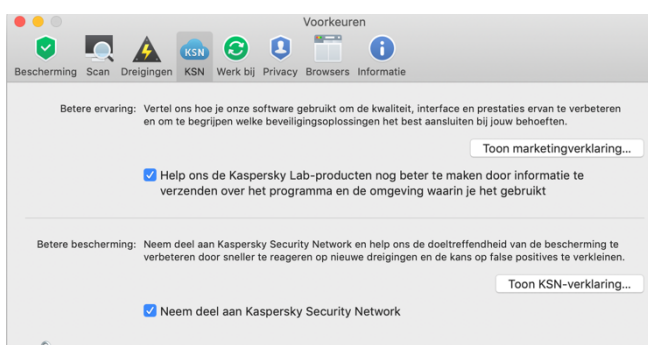 Voorkeuren
KSN
Bescherming Scan Dreigingen KSN Werk bij Privacy Browsers Informatie
Betere ervaring: Vertel ons hoe je onze software gebruikt om de kwaliteit, interface en prestaties ervan te verbeteren
en om te begrijpen welke beveiligingsoplossingen het best aansluiten bij jouw behoeften.
Toon marketingverklaring...
Help ons de Kaspersky Lab-producten nog beter te maken door informatie te
verzenden over het programma en de omgeving waarin je het gebruikt
Betere bescherming: Neem deel aan Kaspersky Security Network en help ons de doeltreffendheid van de bescherming te
verbeteren door sneller te reageren op nieuwe dreigingen en de kans op false positives te verkleinen.
Toon KSN-verklaring...
Neem deel aan Kaspersky Security Network